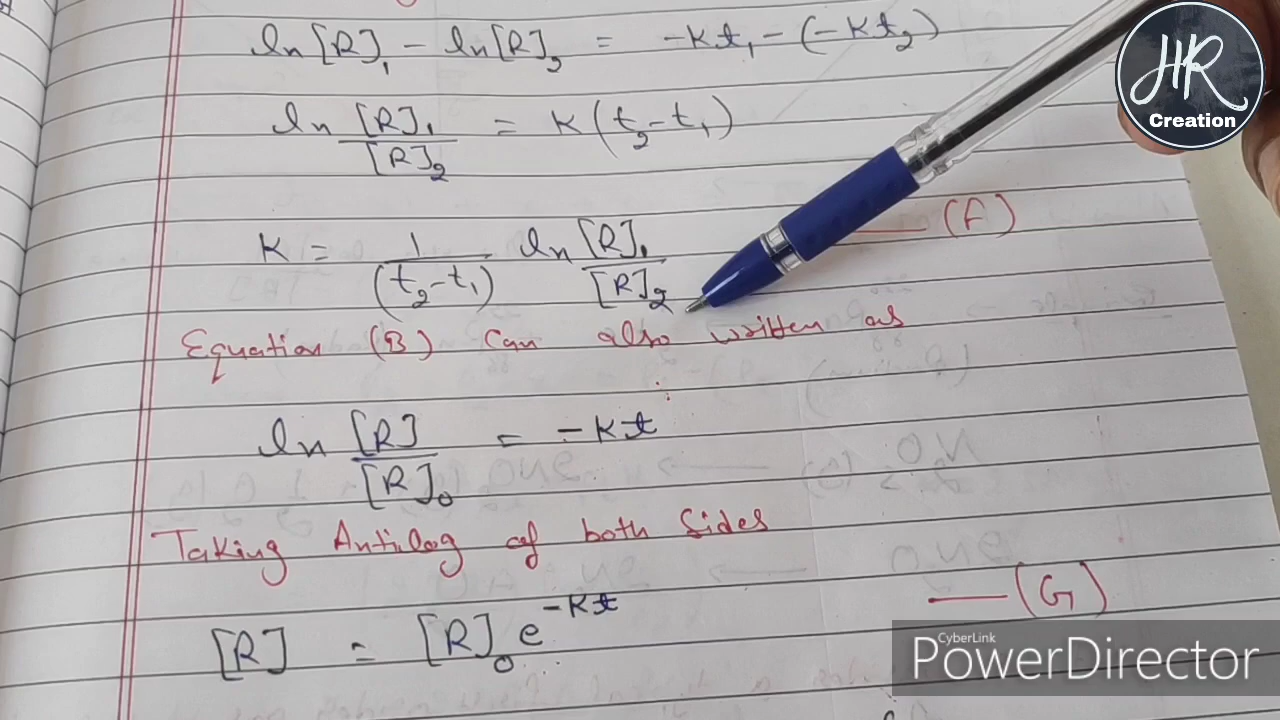 ln [R]₁ - ln [R]₂ = -kt₁ - (-kt₂)
HR
Creation
ln [R]₁ / [R]₂ = k (t₂ - t₁)
k = 1 / (t₂ - t₁) ln [R]₁ / [R]₂ — (F)
Equation (B) Can also written as
ln [R] / [R]₀ = -kt
Taking Antilog of both Sides
— (G)
[R] = [R]₀ e^-kt
CyberLink
PowerDirector